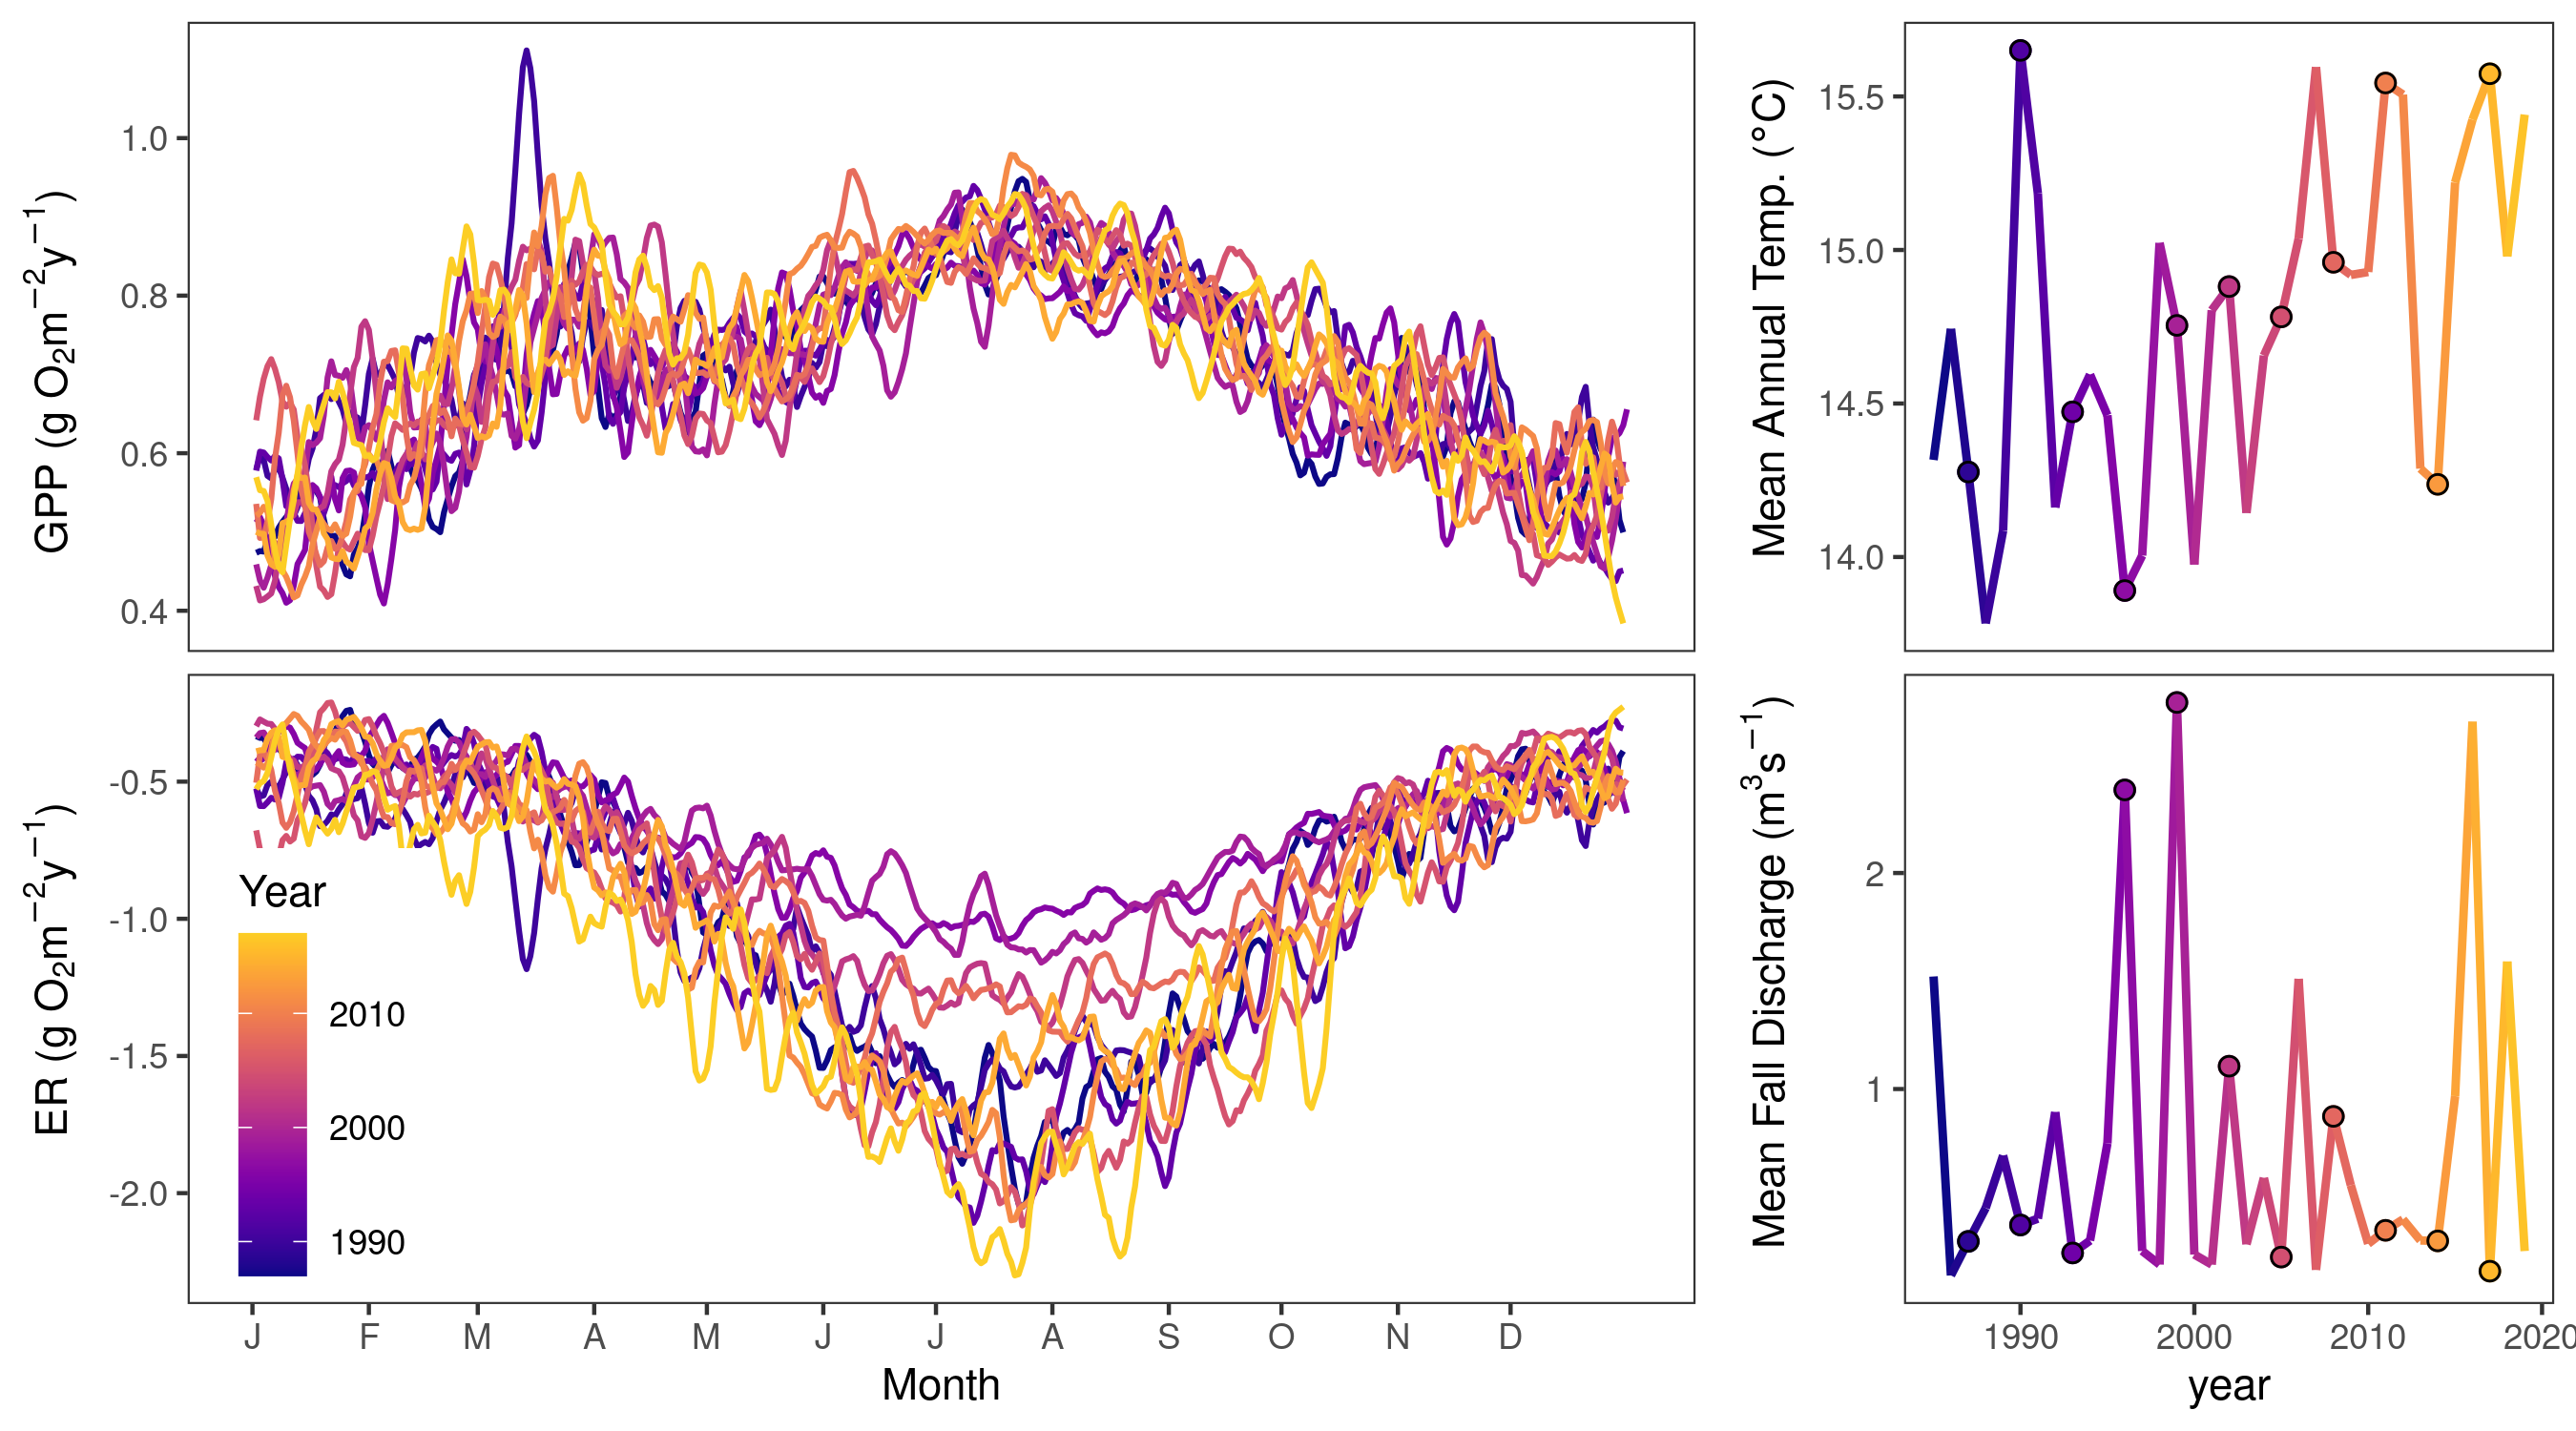 GPP (g O₂m⁻²y⁻¹)
1.0
0.8
0.6
0.4
Mean Annual Temp. (°C)
15.5
15.0
14.5
14.0
ER (g O₂m⁻²y⁻¹)
-0.5
-1.0
-1.5
-2.0
Year
2010
2000
1990
J F M A M J J A S O N D
Month
Mean Fall Discharge (m³s⁻¹)
2
1
1990 2000 2010 2020
year